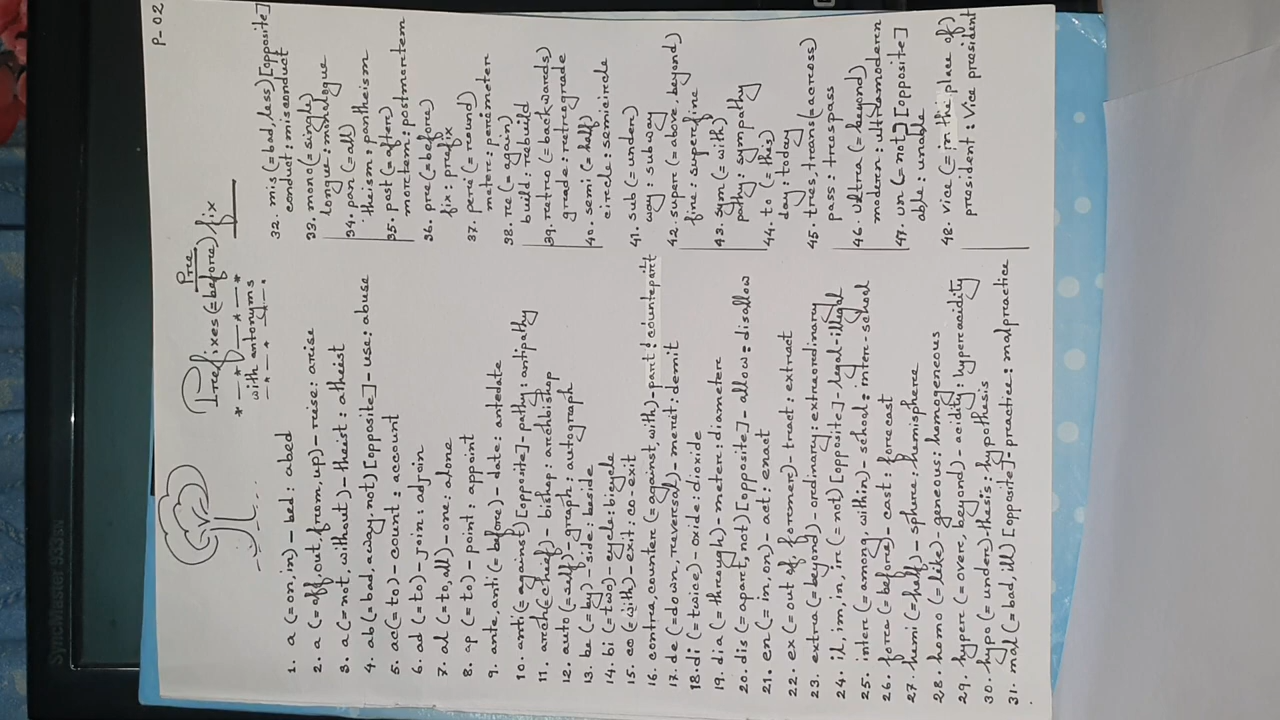 P-02
Prefixes (=before) fix
Pre
*—*—*—*
with antonyms
1. a (= on, in) – bed : abed
2. a (= off, out, from, up) – rise : arise
3. a (= not, without) – theist : atheist
4. ab (= bad, away, not) [opposite] – use : abuse
5. ac (= to) – count : account
6. ad (= to) – join : adjoin
7. al (= to, all) – one : alone
8. ap (= to) – point : appoint
9. ante, anti (= before) – date : antedate
10. anti (= against) [opposite] – pathy : antipathy
11. arch (chief) – bishop : archbishop
12. auto (= self) – graph : autograph
13. be (= by) – side : beside
14. bi (= two) – cycle : bicycle
15. co (= with) – exit : co-exit
16. contra, counter (= against, with) – part : counterpart
17. de (= down, reversal) – merit : demrit
18. di (= twice) – oxide : dioxide
19. dia (= through) – meter : diameter
20. dis (= apart, not) [opposite] – allow = disallow
21. en (= in, on) – act : enact
22. ex (= out of, foremer) – tract : extract
23. extra (= beyond) – ordinary : extraordinary
24. il, im, in, ir (= not) [opposite] – legal - illegal
25. inter (= among, within) – school : inter-school
26. fore (= before) – cast : forecast
27. hemi (= half) – sphere : hemisphere
28. homo (= like) – geneous : homogeneous
29. hyper (= over, beyond) – acidity : hyperacidity
30. hypo (= under) – thesis : hypothesis
31. mal (= bad, ill) [opposite] – practice : malpractice
32. mis (= bad, less) [opposite]
conduct : misconduct
33. mono (= single)
longue : monologue
34. pan (= all)
theism : pantheism
35. post (= after)
mortem : postmortem
36. pre (= before)
fix : prefix
37. peri (= round)
meter : perimeter
38. re (= again)
build : rebuild
39. retro (= backwards)
grade : retrograde
40. semi (= half)
circle : semicircle
41. sub (= under)
way : subway
42. super (= above, beyond)
fine : superfine
43. sym (= with)
pathy : sympathy
44. to (= this)
day : today
45. tres, trans (= across)
pass : trespass
46. ultra (= beyond)
modern : ultramodern
47. un (= not) [opposite]
able : unable
48. vice (= in the place of)
president : Vice president
SyncMaster 933SN